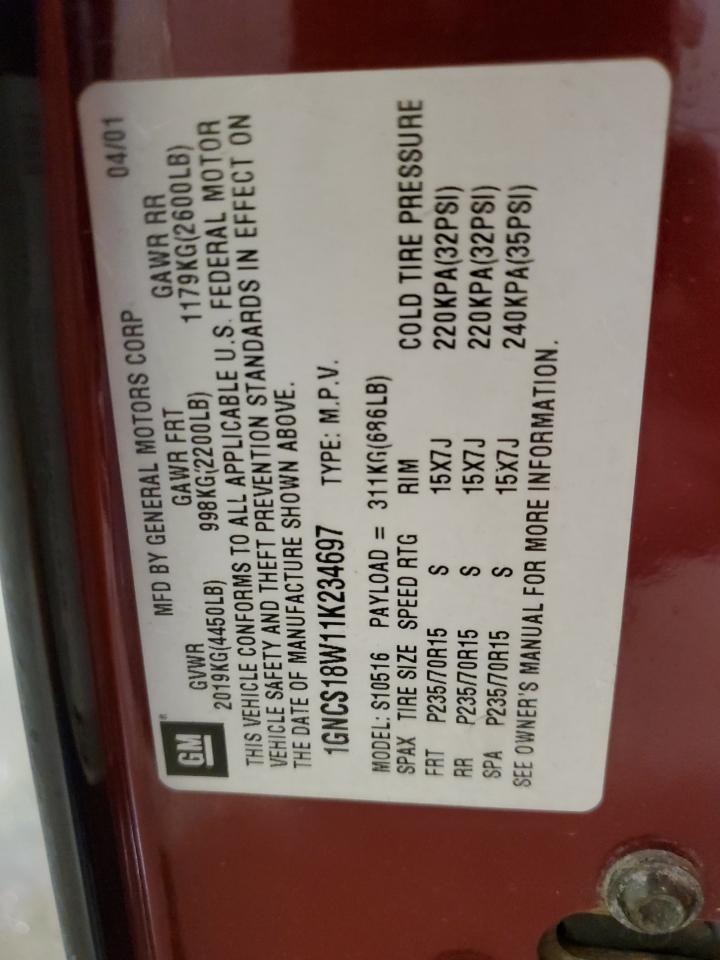 GM®
MFD BY GENERAL MOTORS CORP 04/01
GVWR GAWR FRT GAWR RR
2019KG(4450LB) 998KG(2200LB) 1179KG(2600LB)
THIS VEHICLE CONFORMS TO ALL APPLICABLE U.S. FEDERAL MOTOR
VEHICLE SAFETY AND THEFT PREVENTION STANDARDS IN EFFECT ON
THE DATE OF MANUFACTURE SHOWN ABOVE.
1GNCS18W11K234697 TYPE: M.P.V.
MODEL: S10516 PAYLOAD = 311KG(686LB)
SPAX TIRE SIZE SPEED RTG RIM COLD TIRE PRESSURE
FRT P235/70R15 S 15X7J 220KPA(32PSI)
RR P235/70R15 S 15X7J 220KPA(32PSI)
SPA P235/70R15 S 15X7J 240KPA(35PSI)
SEE OWNER'S MANUAL FOR MORE INFORMATION.